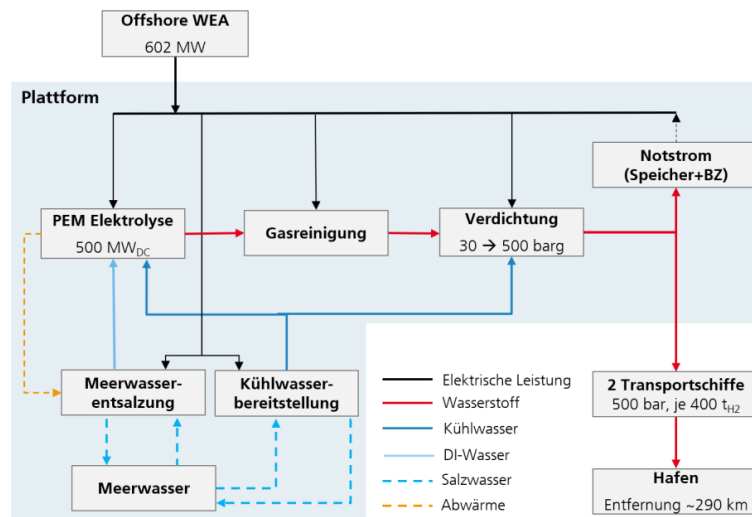 Offshore WEA
602 MW
Plattform
Notstrom
(Speicher+BZ)
PEM Elektrolyse
500 MWDC
Gasreinigung
Verdichtung
30 → 500 barg
Meerwasser-
entsalzung
Kühlwasser-
bereitstellung
Meerwasser
Elektrische Leistung
Wasserstoff
Kühlwasser
DI-Wasser
Salzwasser
Abwärme
2 Transportschiffe
500 bar, je 400 tH2
Hafen
Entfernung ~290 km